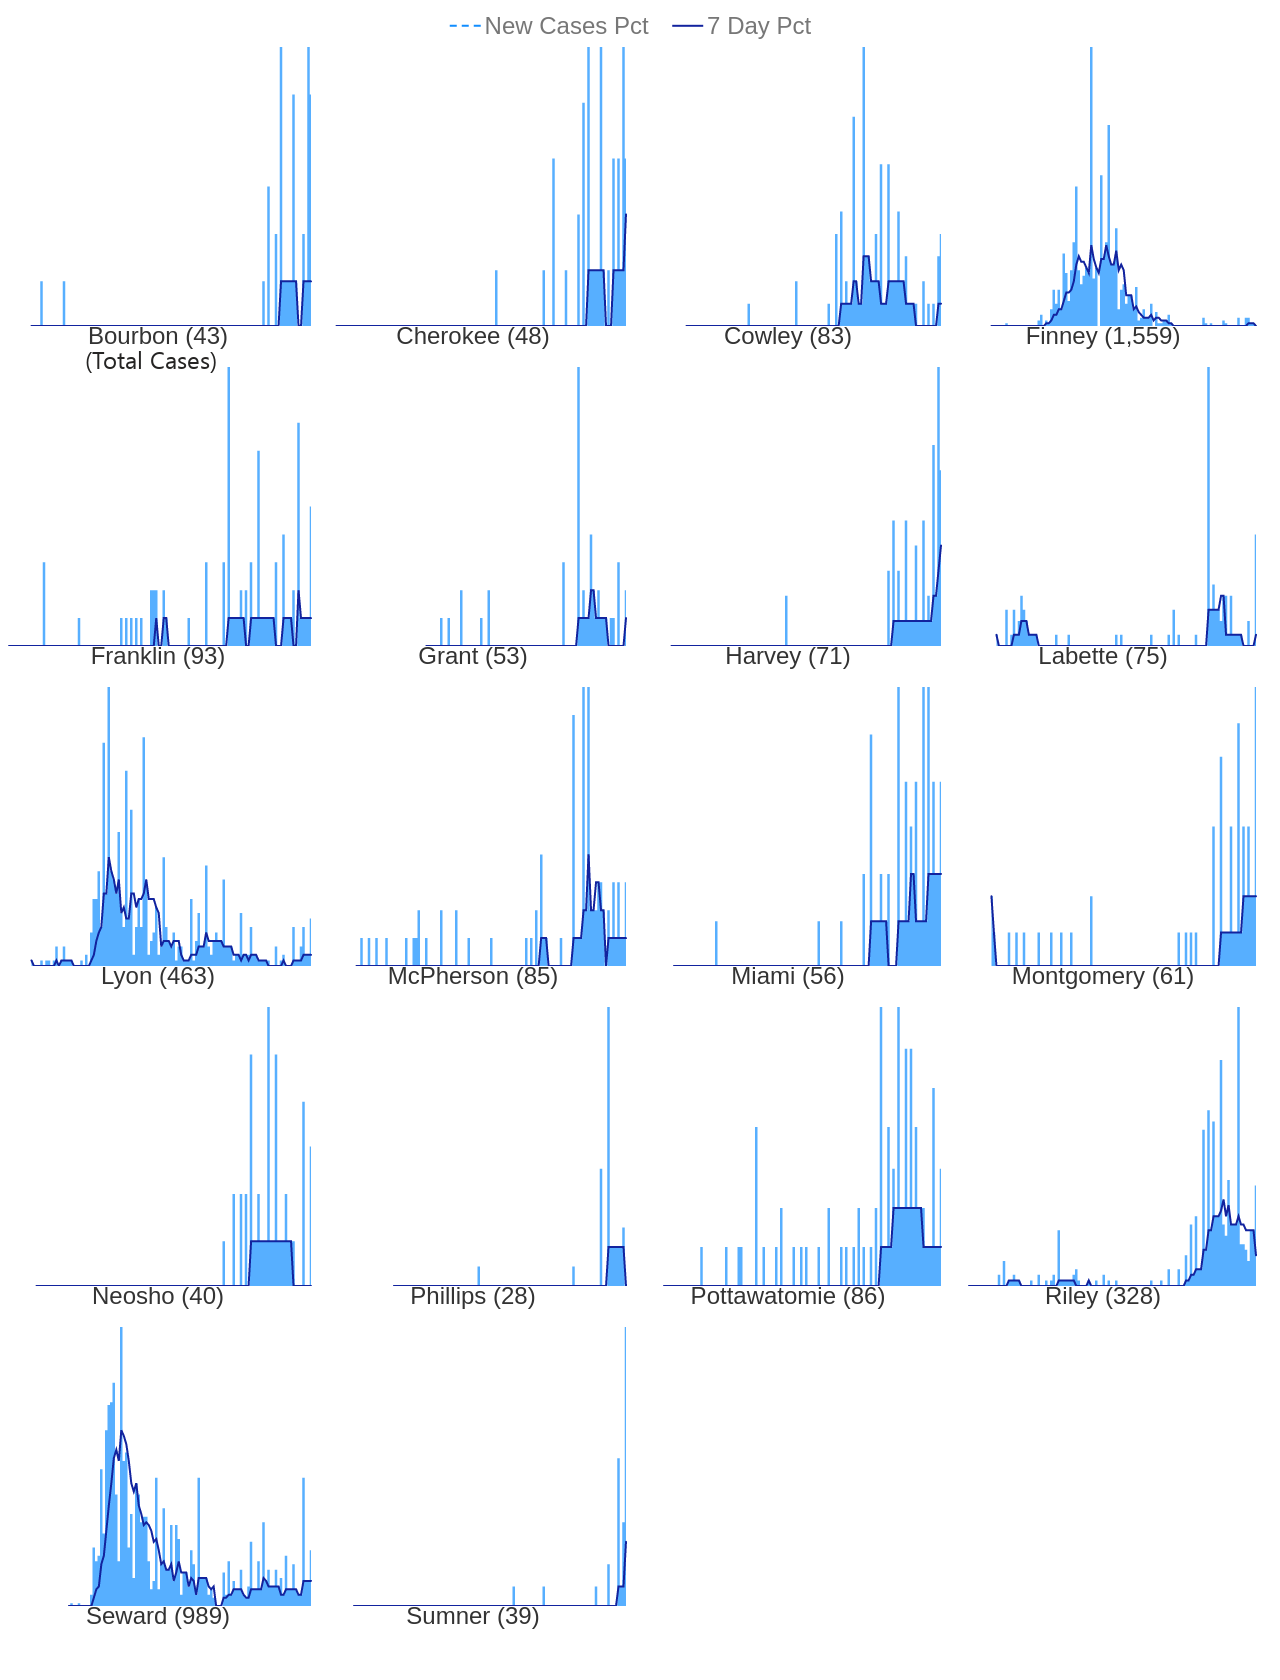 New Cases Pct 7 Day Pct
Bourbon (43) Cherokee (48) Cowley (83) Finney (1,559)
(Total Cases)
Franklin (93) Grant (53) Harvey (71) Labette (75)
Lyon (463) McPherson (85) Miami (56) Montgomery (61)
Neosho (40) Phillips (28) Pottawatomie (86) Riley (328)
Seward (989) Sumner (39)